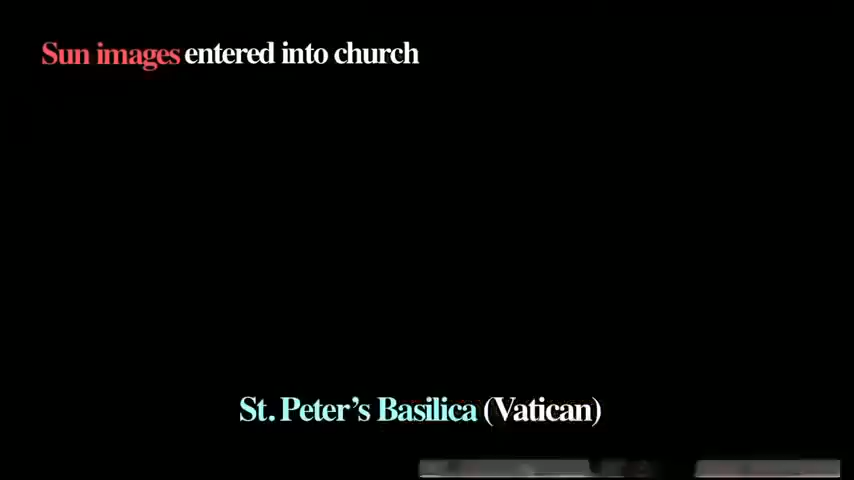 Sun images entered into church
St. Peter’s Basilica (Vatican)